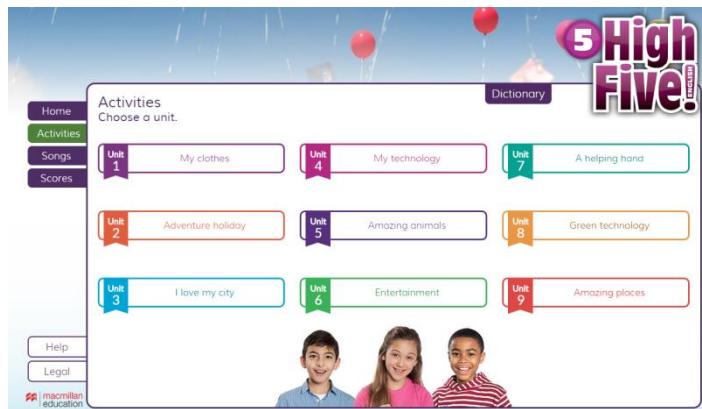 5 High
Five!
ENGLISH
Dictionary
Home
Activities
Songs
Scores
Activities
Choose a unit.
Unit 1 My clothes
Unit 4 My technology
Unit 7 A helping hand
Unit 2 Adventure holiday
Unit 5 Amazing animals
Unit 8 Green technology
Unit 3 I love my city
Unit 6 Entertainment
Unit 9 Amazing places
Help
Legal
macmillan
education